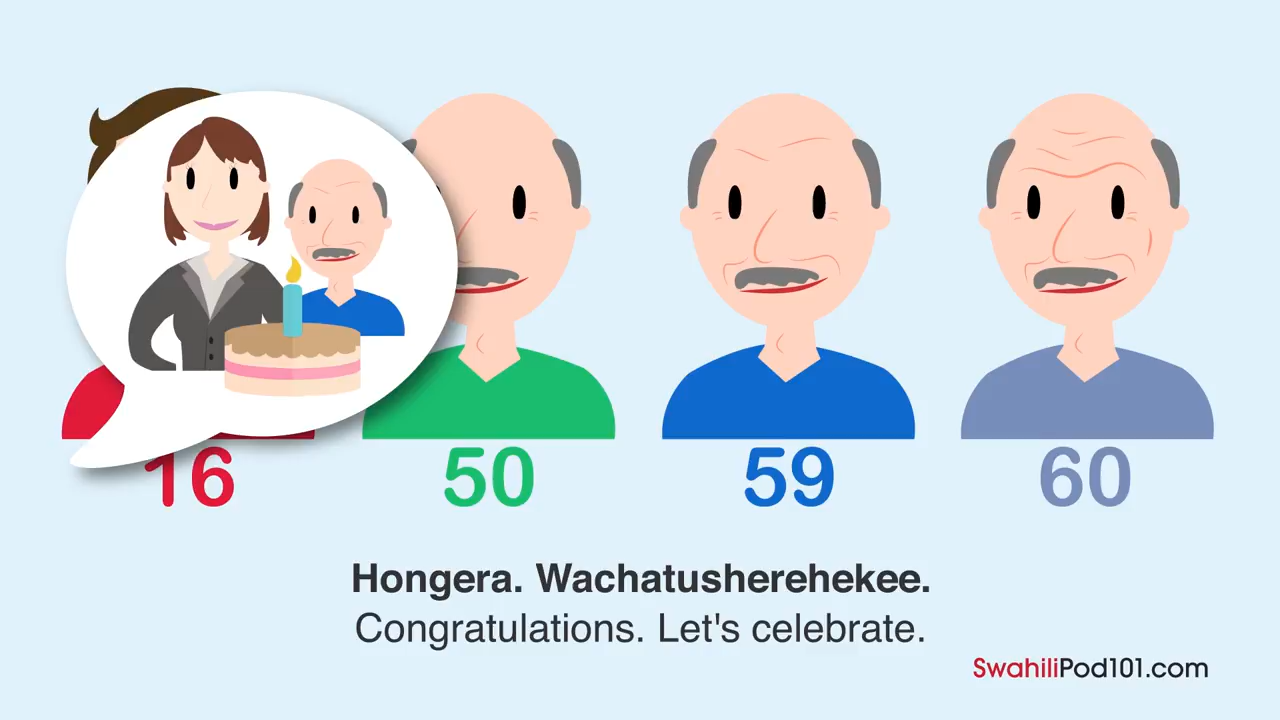 16 50 59 60
Hongera. Wachatusherehekee.
Congratulations. Let's celebrate.
SwahiliPod101.com